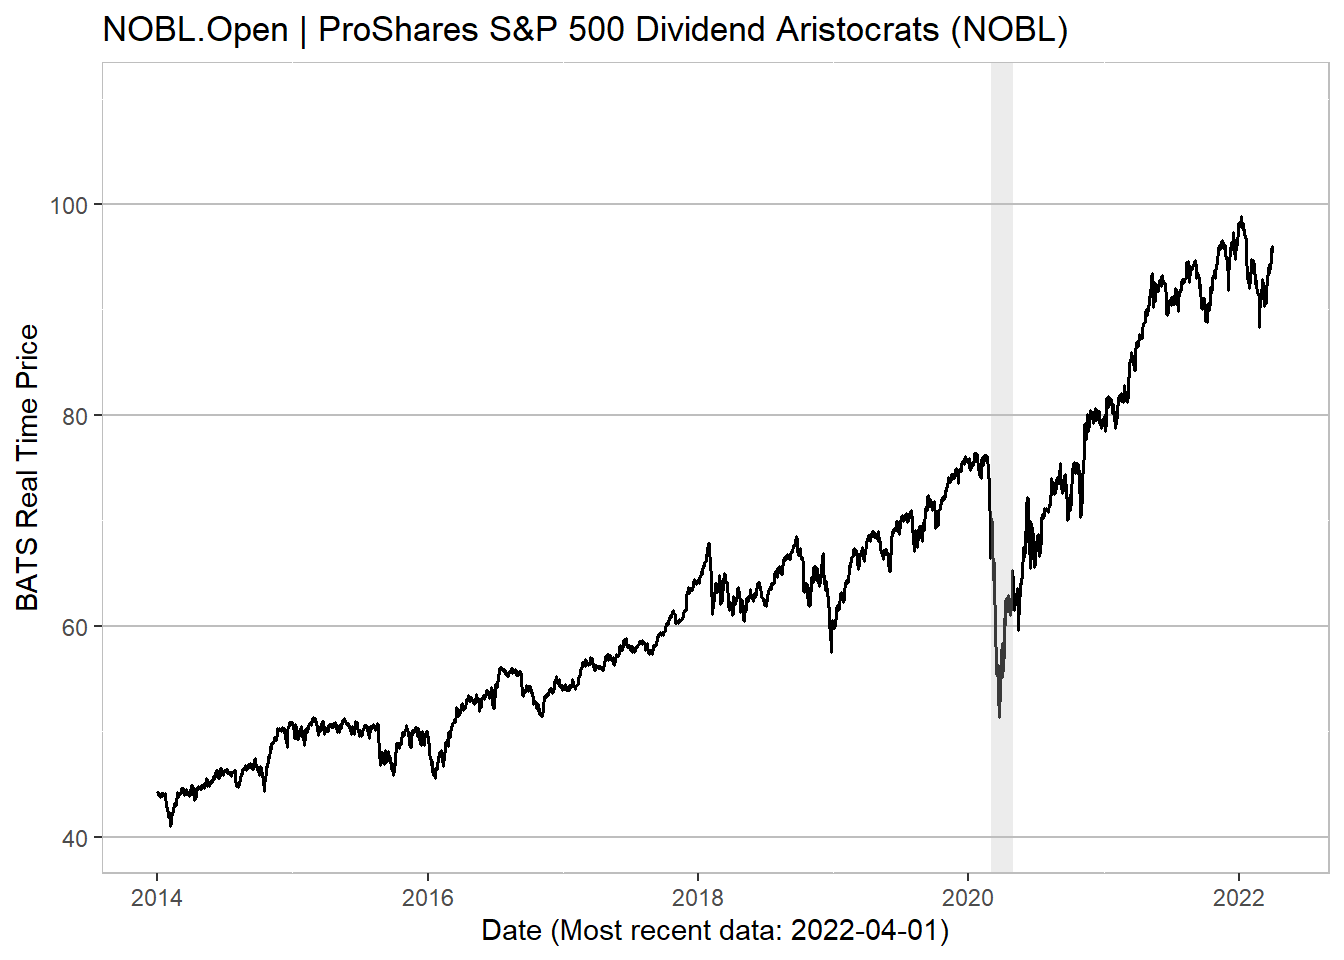 NOBL.Open | ProShares S&P 500 Dividend Aristocrats (NOBL)
BATS Real Time Price
100
80
60
40
2014 2016 2018 2020 2022
Date (Most recent data: 2022-04-01)